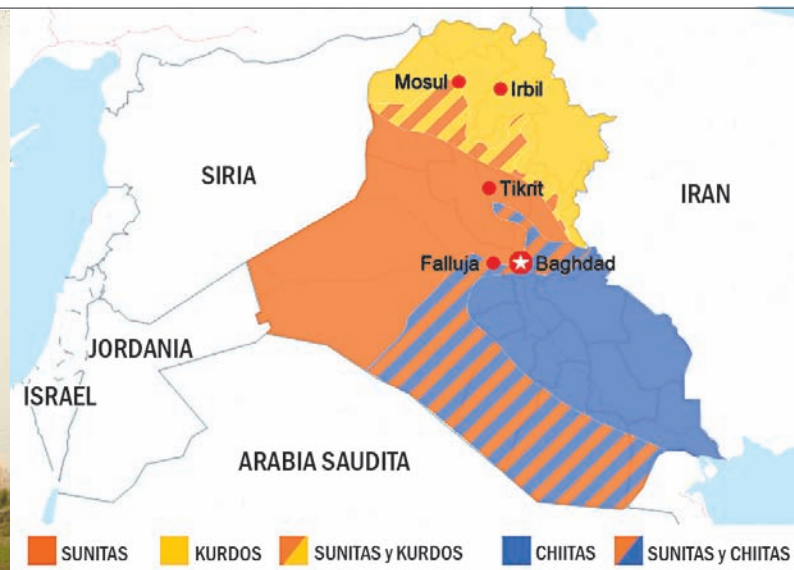 Mosul
Irbil
SIRIA
Tikrit
IRAN
Falluja
Baghdad
JORDANIA
ISRAEL
ARABIA SAUDITA
SUNITAS
KURDOS
SUNITAS y KURDOS
CHIITAS
SUNITAS y CHIITAS